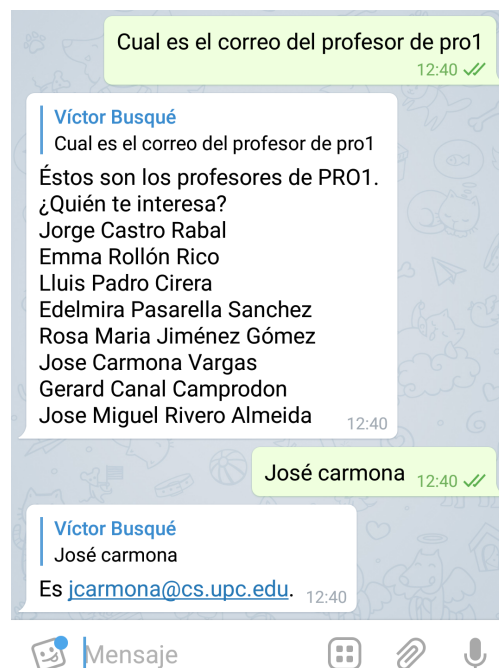 Cual es el correo del profesor de pro1
12:40
Víctor Busqué
Cual es el correo del profesor de pro1
Éstos son los profesores de PRO1.
¿Quién te interesa?
Jorge Castro Rabal
Emma Rollón Rico
Lluis Padro Cirera
Edelmira Pasarella Sanchez
Rosa Maria Jiménez Gómez
Jose Carmona Vargas
Gerard Canal Camprodon
Jose Miguel Rivero Almeida
12:40
José carmona 12:40
Víctor Busqué
José carmona
Es jcarmona@cs.upc.edu. 12:40
Mensaje